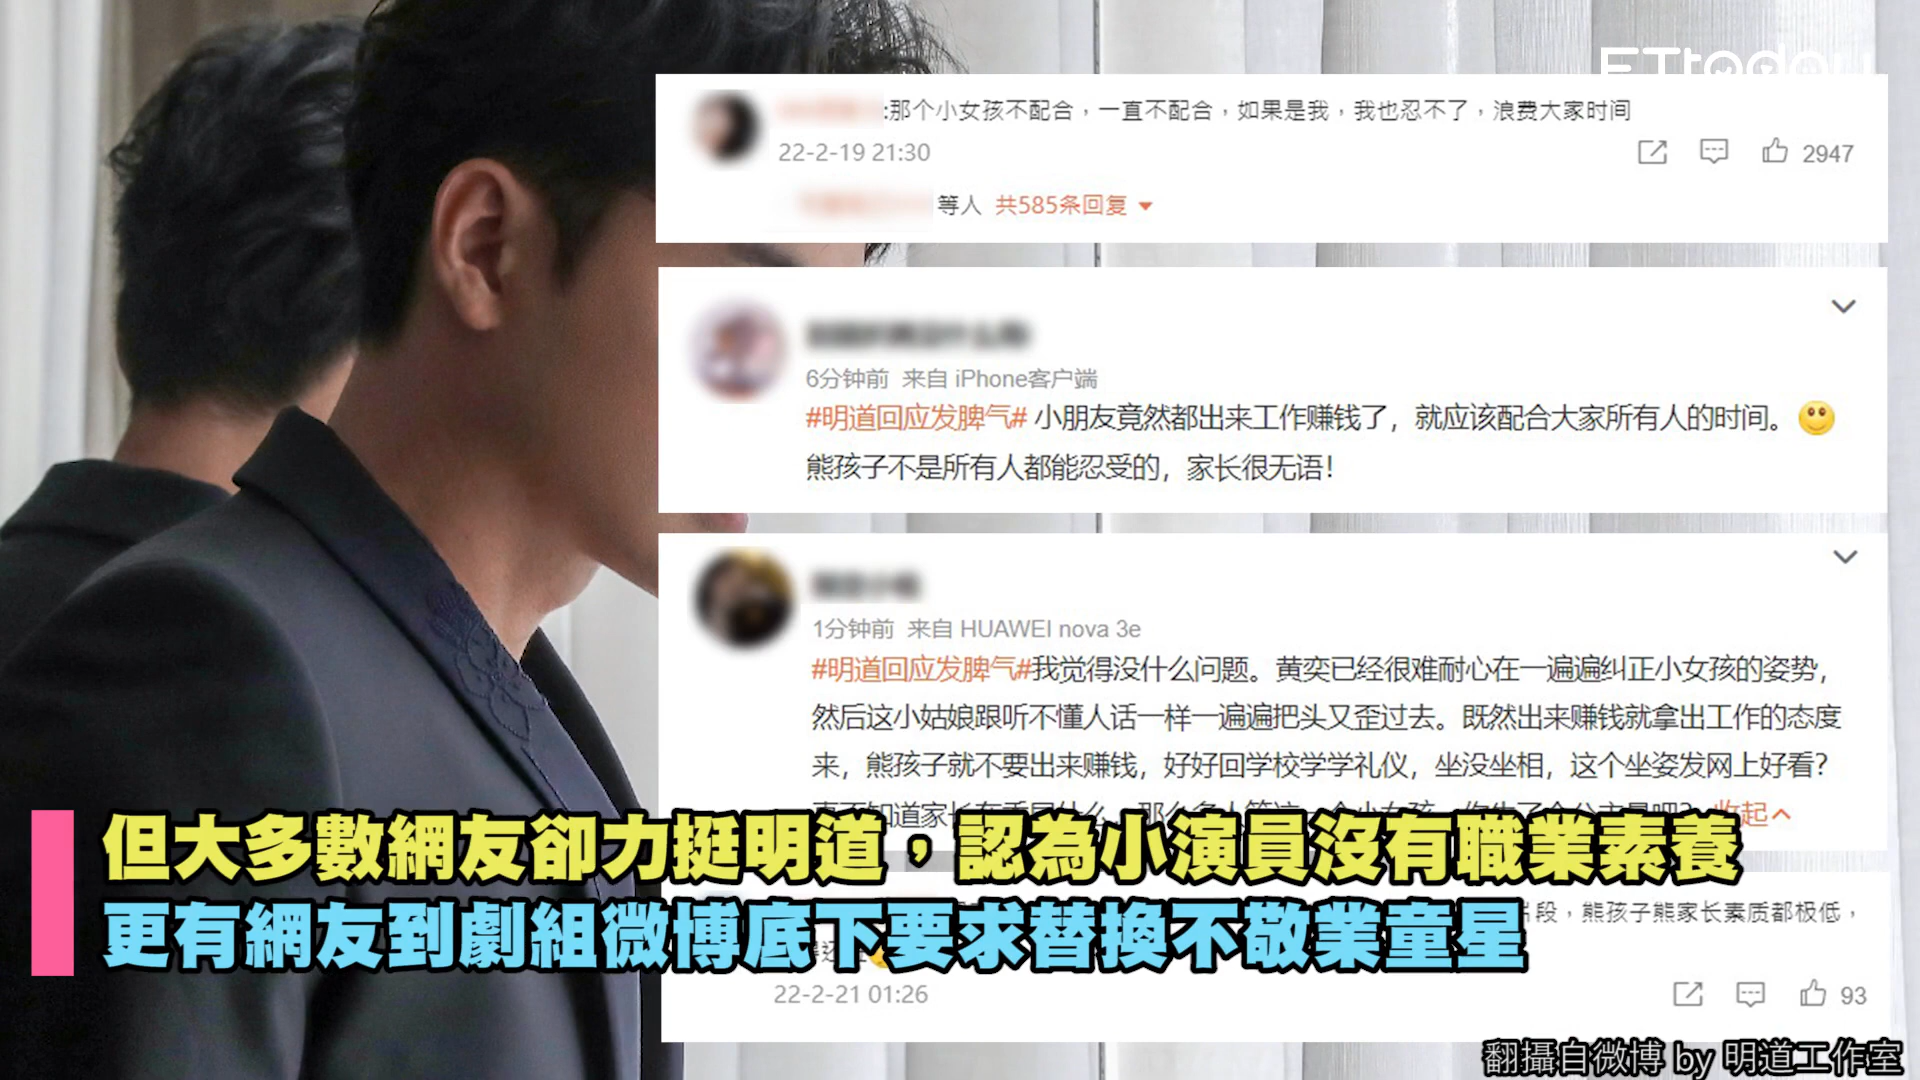 ETtoday
:那个小女孩不配合，一直不配合，如果是我，我也忍不了，浪费大家时间
22-2-19 21:30
2947
等人 共585条回复
6分钟前 来自 iPhone客户端
#明道回应发脾气# 小朋友竟然都出来工作赚钱了，就应该配合大家所有人的时间。
熊孩子不是所有人都能忍受的，家长很无语！
1分钟前 来自 HUAWEI nova 3e
#明道回应发脾气#我觉得没什么问题。黄奕已经很难耐心在一遍遍纠正小女孩的姿势，
然后这小姑娘跟听不懂人话一样一遍遍把头又歪过去。既然出来赚钱就拿出工作的态度
来，熊孩子就不要出来赚钱，好好回学校学学礼仪，坐没坐相，这个坐姿发网上好看？
收起
但大多數網友卻力挺明道，認為小演員沒有職業素養
段，熊孩子熊家长素质都极低，
更有網友到劇組微博底下要求替換不敬業童星
22-2-21 01:26
93
翻攝自微博 by 明道工作室